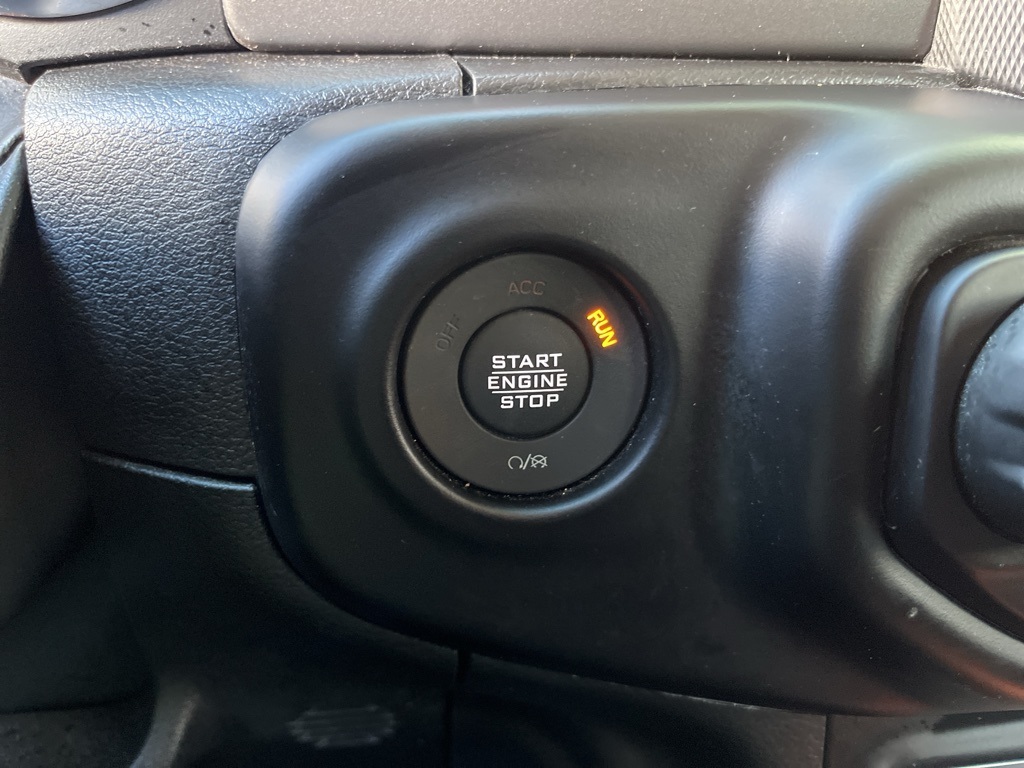 ACC
OFF
RUN
START
ENGINE
STOP